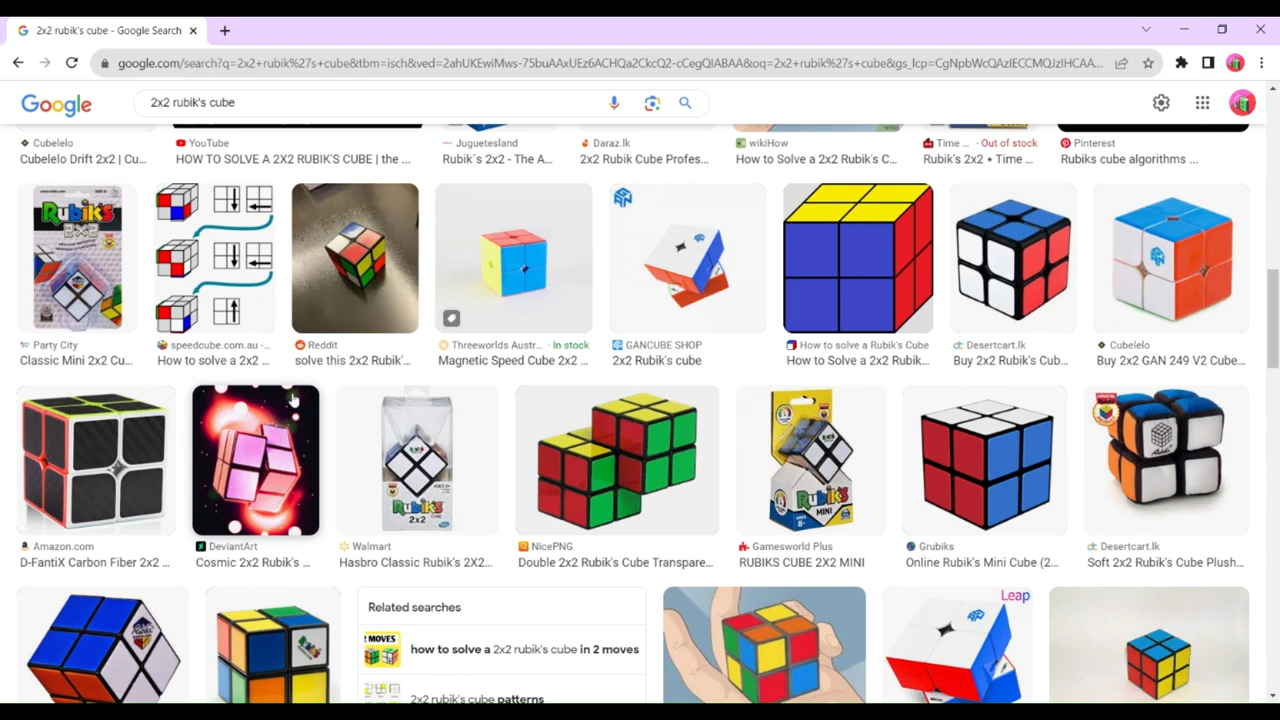 2x2 rubik's cube - Google Search
google.com/search?q=2x2+rubik%27s+cube&tbm=isch&ved=2ahUKEwiMws-75buAAxUEz6ACHQa2CkcQ2-cCegQIABAA&oq=2x2+rubik%27s+cube&gs_lcp=CgNpbWcQAzIECCMQJzIHCAA...
Google
2x2 rubik's cube
Cubelelo
Cubelelo Drift 2x2 | Cu...
YouTube
HOW TO SOLVE A 2X2 RUBIK'S CUBE | the ...
Juguetesland
Rubik´s 2x2 - The A...
Daraz.lk
2x2 Rubik Cube Profes...
wikiHow
How to Solve a 2x2 Rubik's C...
Time ... · Out of stock
Rubik's 2x2 ⋆ Time ...
Pinterest
Rubiks cube algorithms ...
Rubik's
2x2
Party City
Classic Mini 2x2 Cu...
speedcube.com.au -...
How to solve a 2x2 ...
Reddit
solve this 2x2 Rubik'...
Threeworlds Austr... · In stock
Magnetic Speed Cube 2x2 ...
GANCUBE SHOP
2x2 Rubik's cube
How to solve a Rubik's Cube
How to Solve a 2x2 Rubik...
Desertcart.lk
Buy 2x2 Rubik's Cub...
Cubelelo
Buy 2x2 GAN 249 V2 Cube...
Amazon.com
D-FantiX Carbon Fiber 2x2 ...
DeviantArt
Cosmic 2x2 Rubik's ...
Rubik's
2x2
Walmart
Hasbro Classic Rubik's 2X2...
NicePNG
Double 2x2 Rubik's Cube Transpare...
Rubik's
MINI
Gamesworld Plus
RUBIKS CUBE 2X2 MINI
Grubiks
Online Rubik's Mini Cube (2...
Rubik's
Desertcart.lk
Soft 2x2 Rubik's Cube Plush...
Related searches
2 MOVES
how to solve a 2x2 rubik's cube in 2 moves
2x2 rubik's cube patterns
Leap